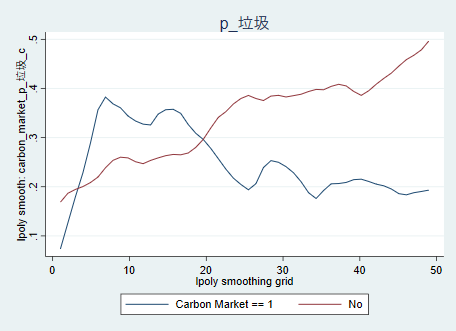 p_垃圾
lpoly smooth: carbon_market_p_垃圾_c
.5
.4
.3
.2
.1
0 10 20 30 40 50
lpoly smoothing grid
Carbon Market == 1 No